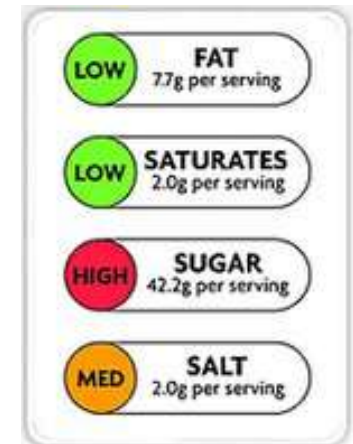 LOW
FAT
7.7g per serving
LOW
SATURATES
2.0g per serving
HIGH
SUGAR
42.2g per serving
MED
SALT
2.0g per serving